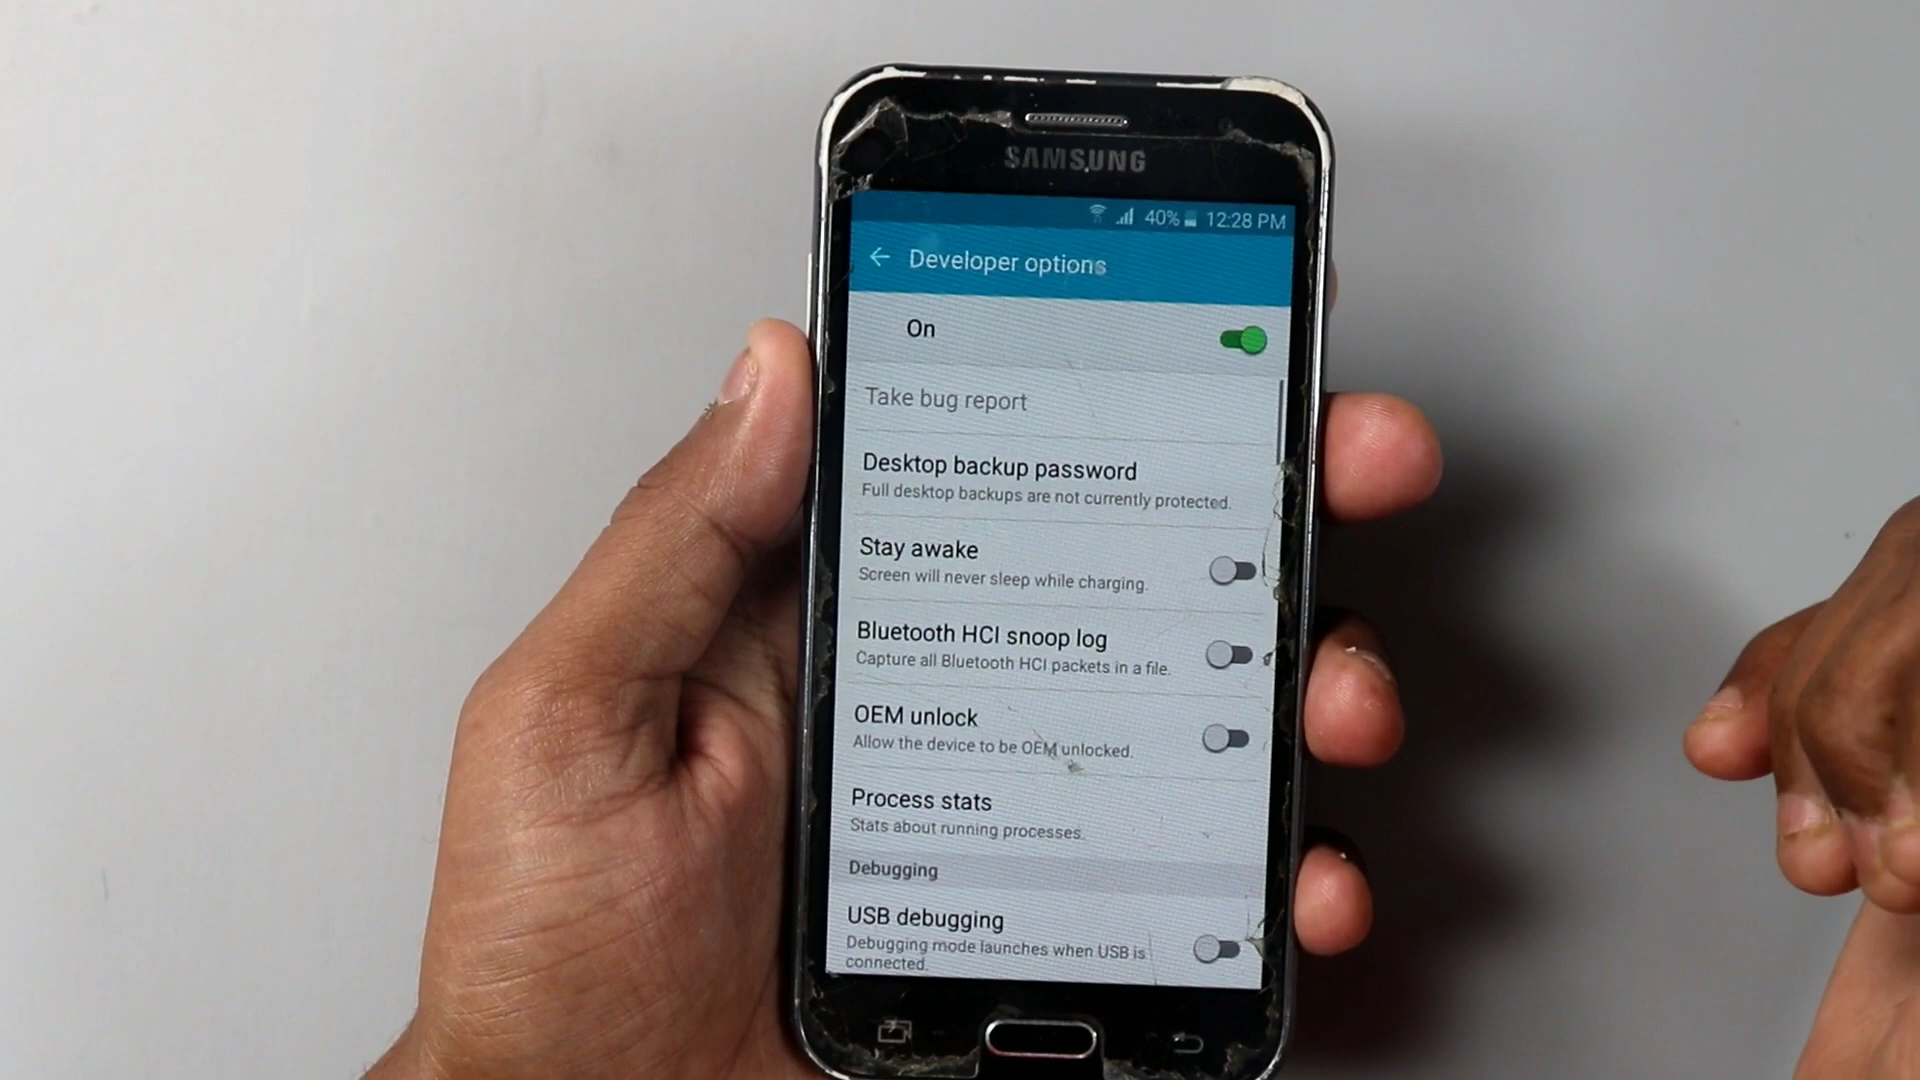 SAMSUNG
40% 12:28 PM
Developer options
On
Take bug report
Desktop backup password
Full desktop backups are not currently protected.
Stay awake
Screen will never sleep while charging.
Bluetooth HCI snoop log
Capture all Bluetooth HCI packets in a file.
OEM unlock
Allow the device to be OEM unlocked.
Process stats
Stats about running processes.
Debugging
USB debugging
Debugging mode launches when USB is
connected.